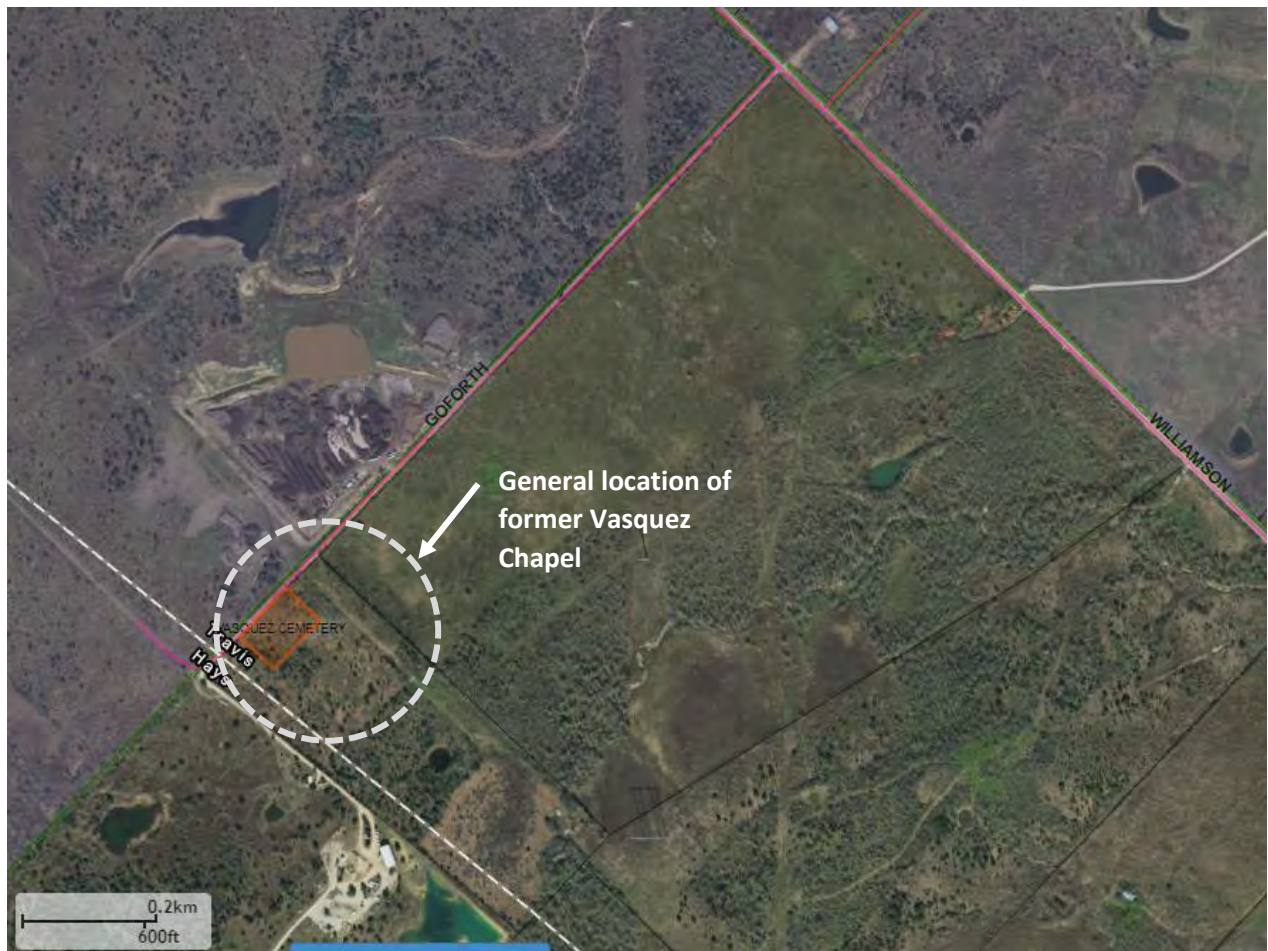 GOFORTH
WILLIAMSON
General location of
former Vasquez
Chapel
VASQUEZ CEMETERY
Travis
Hays
0.2km
600ft